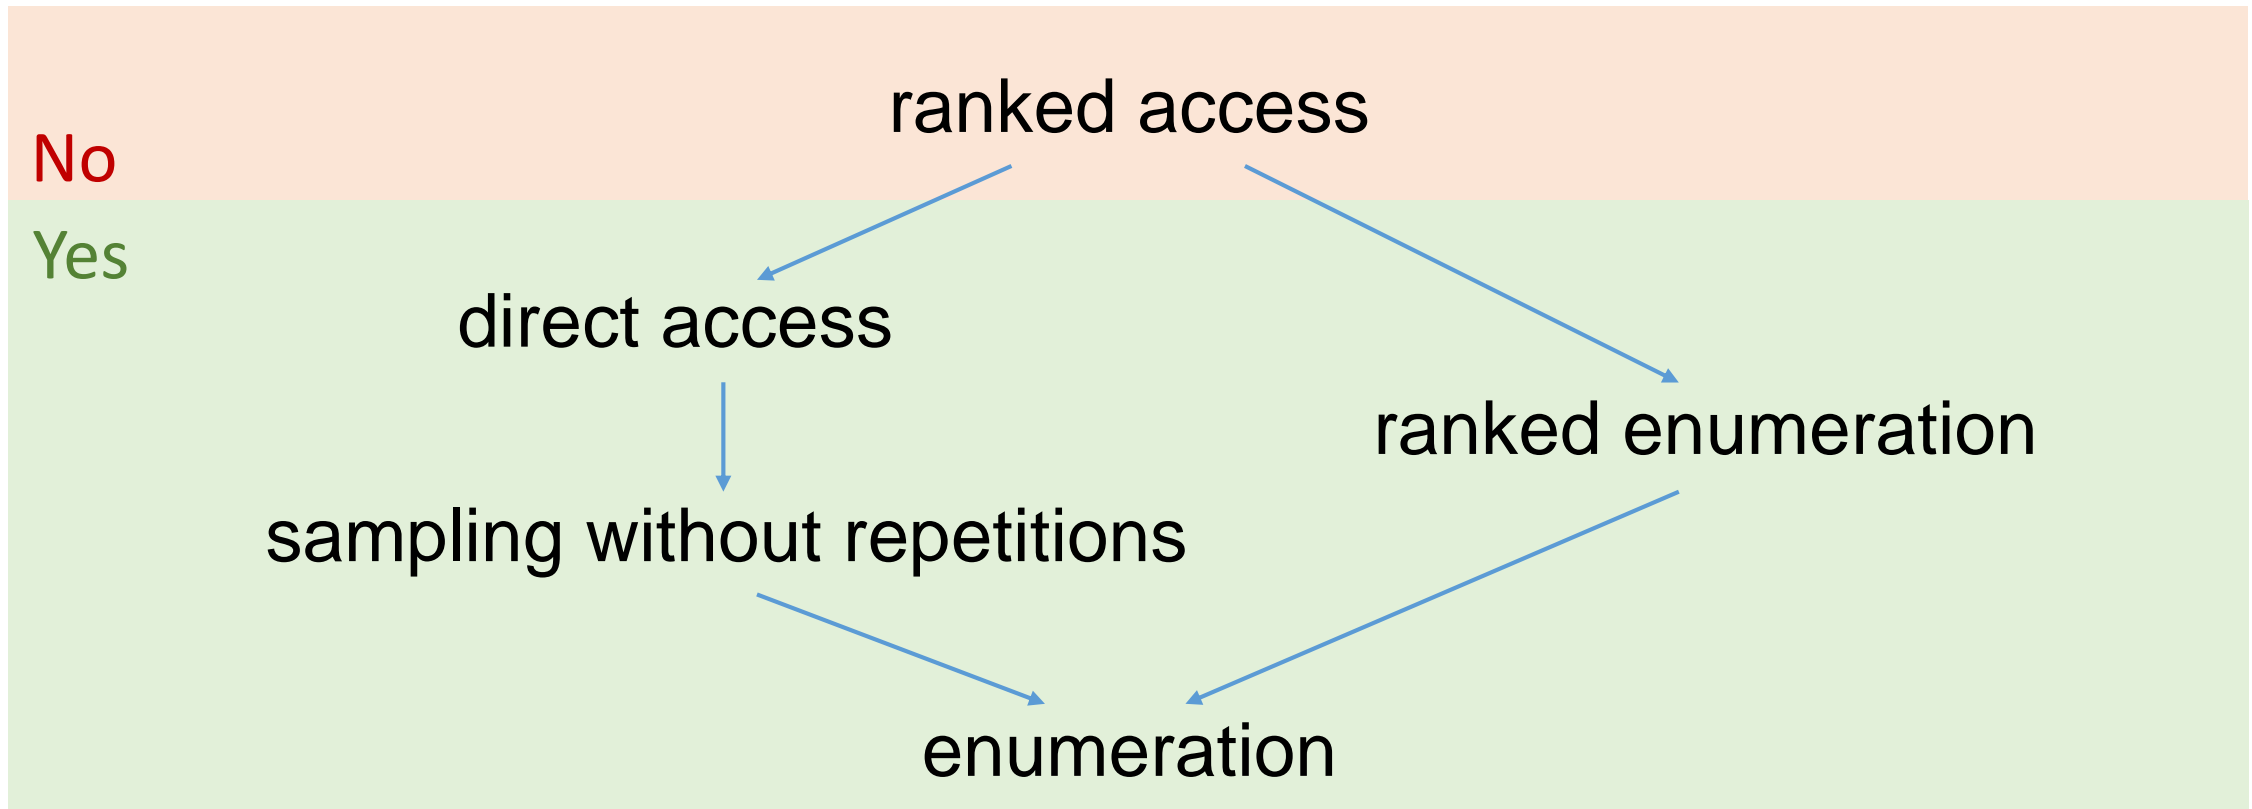 ranked access
No
Yes
direct access
ranked enumeration
sampling without repetitions
enumeration